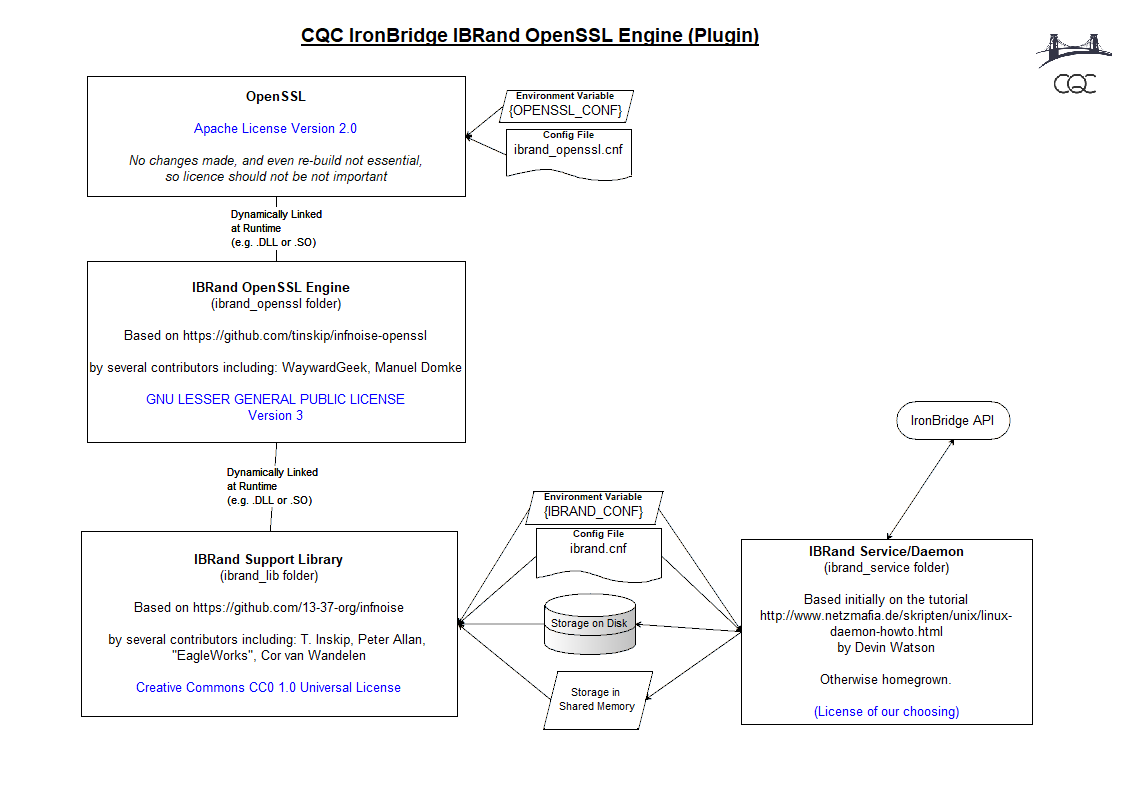 CQC IronBridge IBRand OpenSSL Engine (Plugin)
CQC
OpenSSL
Apache License Version 2.0
No changes made, and even re-build not essential,
so licence should not be not important
Environment Variable
{OPENSSL_CONF}
Config File
ibrand_openssl.cnf
Dynamically Linked
at Runtime
(e.g. .DLL or .SO)
IBRand OpenSSL Engine
(ibrand_openssl folder)
Based on https://github.com/tinskip/infnoise-openssl
by several contributors including: WaywardGeek, Manuel Domke
GNU LESSER GENERAL PUBLIC LICENSE
Version 3
Dynamically Linked
at Runtime
(e.g. .DLL or .SO)
IBRand Support Library
(ibrand_lib folder)
Based on https://github.com/13-37-org/infnoise
by several contributors including: T. Inskip, Peter Allan,
"EagleWorks", Cor van Wandelen
Creative Commons CC0 1.0 Universal License
Environment Variable
{IBRAND_CONF}
Config File
ibrand.cnf
Storage on Disk
Storage in
Shared Memory
IronBridge API
IBRand Service/Daemon
(ibrand_service folder)
Based initially on the tutorial
http://www.netzmafia.de/skripten/unix/linux-
daemon-howto.html
by Devin Watson
Otherwise homegrown.
(License of our choosing)